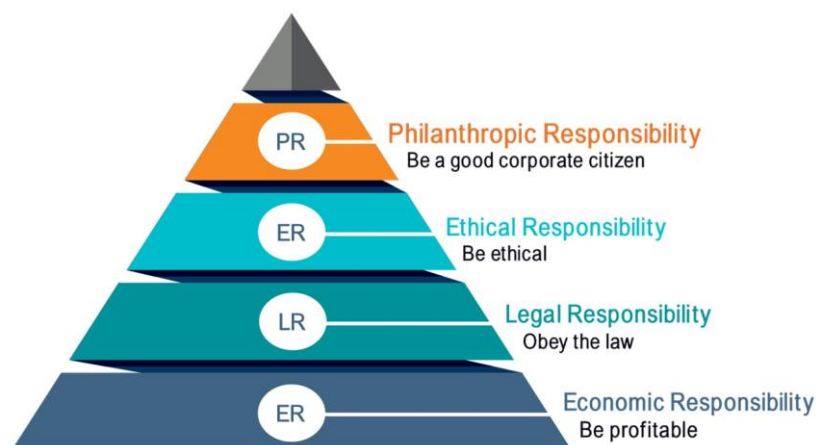 PR
Philanthropic Responsibility
Be a good corporate citizen
ER
Ethical Responsibility
Be ethical
LR
Legal Responsibility
Obey the law
ER
Economic Responsibility
Be profitable